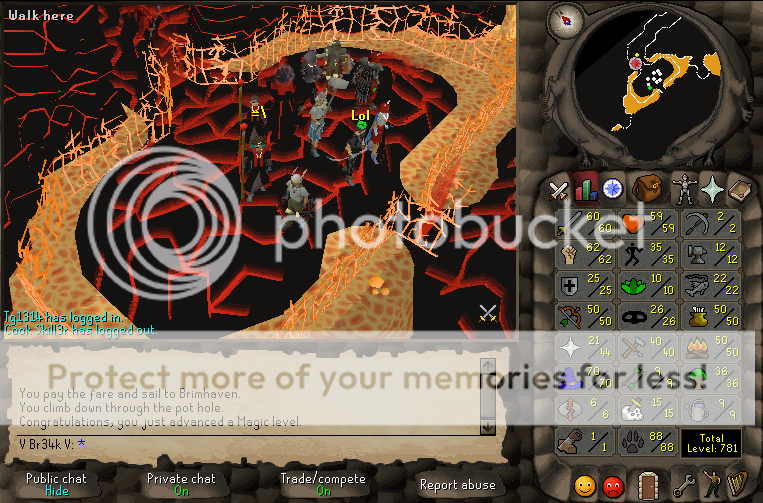 Walk here
Lol
photobucket
Tg1314 has logged in.
Cook Skill3r has logged out.
Protect more of your memories for less!
You pay the fare and sail to Brimhaven.
You climb down through the pot hole.
Congratulations, you just advanced a Magic level.
V Br34k V: *
Public chat
Hide
Private chat
On
Trade/compete
On
Report abuse
60/60 59/59 2/2
62/62 35/35 12/12
25/25 10/10 22/22
50/50 26/26 50/50
21/44 40/40 50/50
70/70 36/36
6/6 15/15 9/9
1/1 88/88
Total
Level: 781